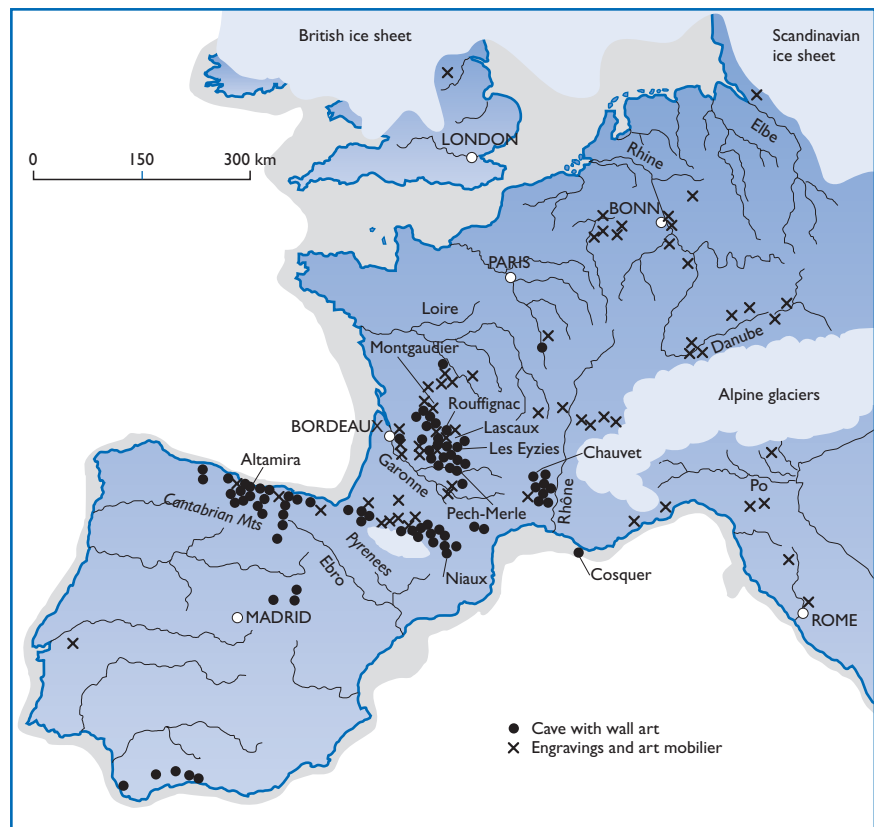 British ice sheet
Scandinavian
ice sheet
0 150 300 km
LONDON
Elbe
Rhine
BONN
PARIS
Loire
Danube
Montgaudier
Alpine glaciers
Rouffignac
BORDEAUX
Lascaux
Les Eyzies
Altamira
Chauvet
Garonne
Po
Cantabrian Mts
Pech-Merle
Rhône
Pyrenees
Ebro
Niaux
Cosquer
MADRID
ROME
Cave with wall art
Engravings and art mobilier